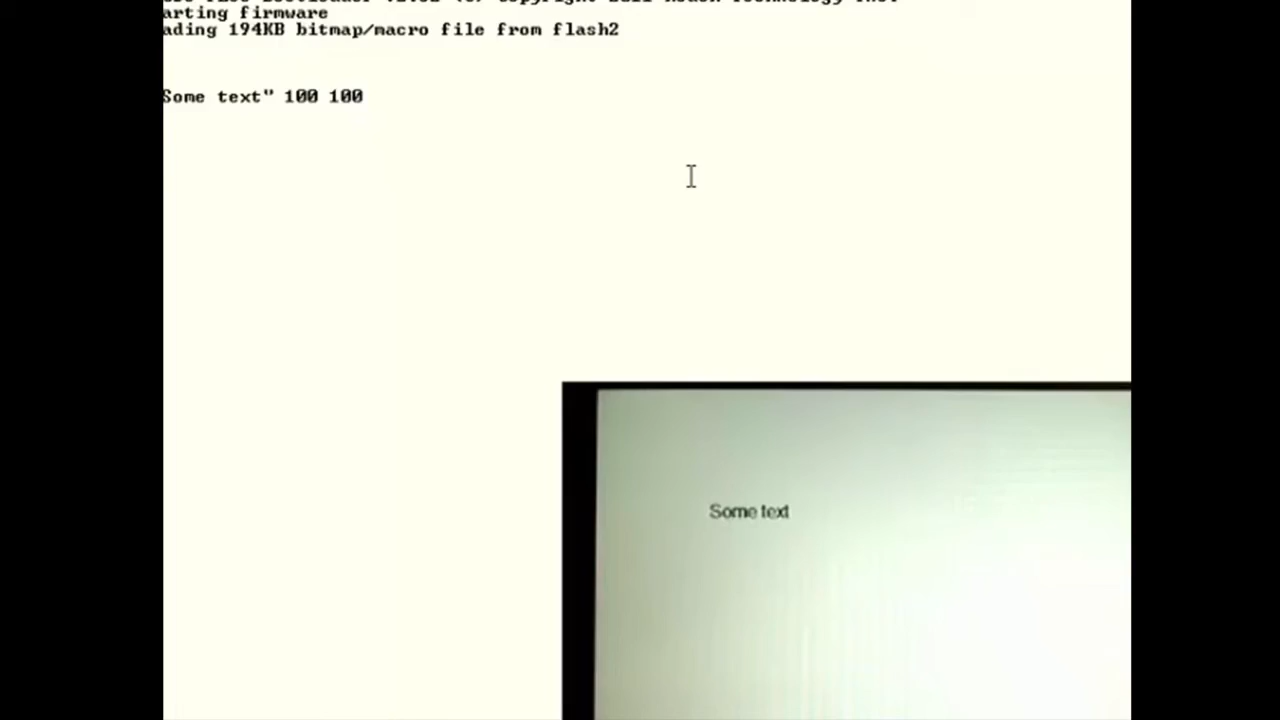 arting firmware
ading 194KB bitmap/macro file from flash2
Some text" 100 100
Some text